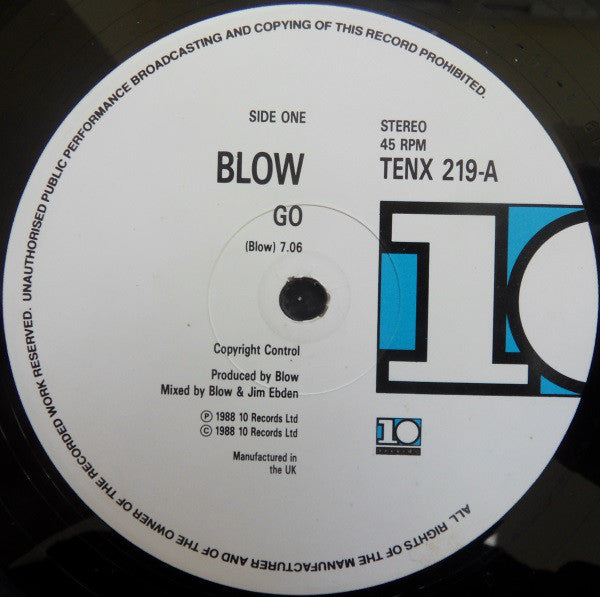 ALL RIGHTS OF THE MANUFACTURER AND OF THE OWNER OF THE RECORDED WORK RESERVED. UNAUTHORISED PUBLIC PERFORMANCE BROADCASTING AND COPYING OF THIS RECORD PROHIBITED.
SIDE ONE
BLOW
GO
(Blow) 7.06
STEREO
45 RPM
TENX 219-A
10
Copyright Control
Produced by Blow
Mixed by Blow & Jim Ebden
Ⓟ 1988 10 Records Ltd
© 1988 10 Records Ltd
Manufactured in
the UK
10
records